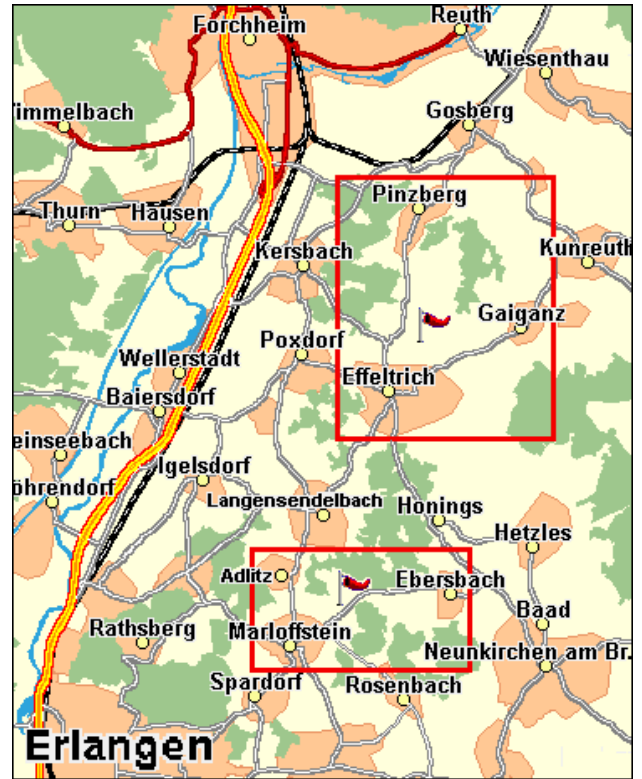 Reuth
Forchheim
Wiesenthau
immelbach
Gosberg
Pinzberg
Thurn
Hausen
Kersbach
Kunreuth
Gaiganz
Poxdorf
Wellerstadt
Effeltrich
Baiersdorf
einseebach
Igelsdorf
öhrendorf
Langensendelbach
Honings
Hetzles
Adlitz
Ebersbach
Baad
Rathsberg
Marloffstein
Neunkirchen am Br.
Spardorf
Rosenbach
Erlangen